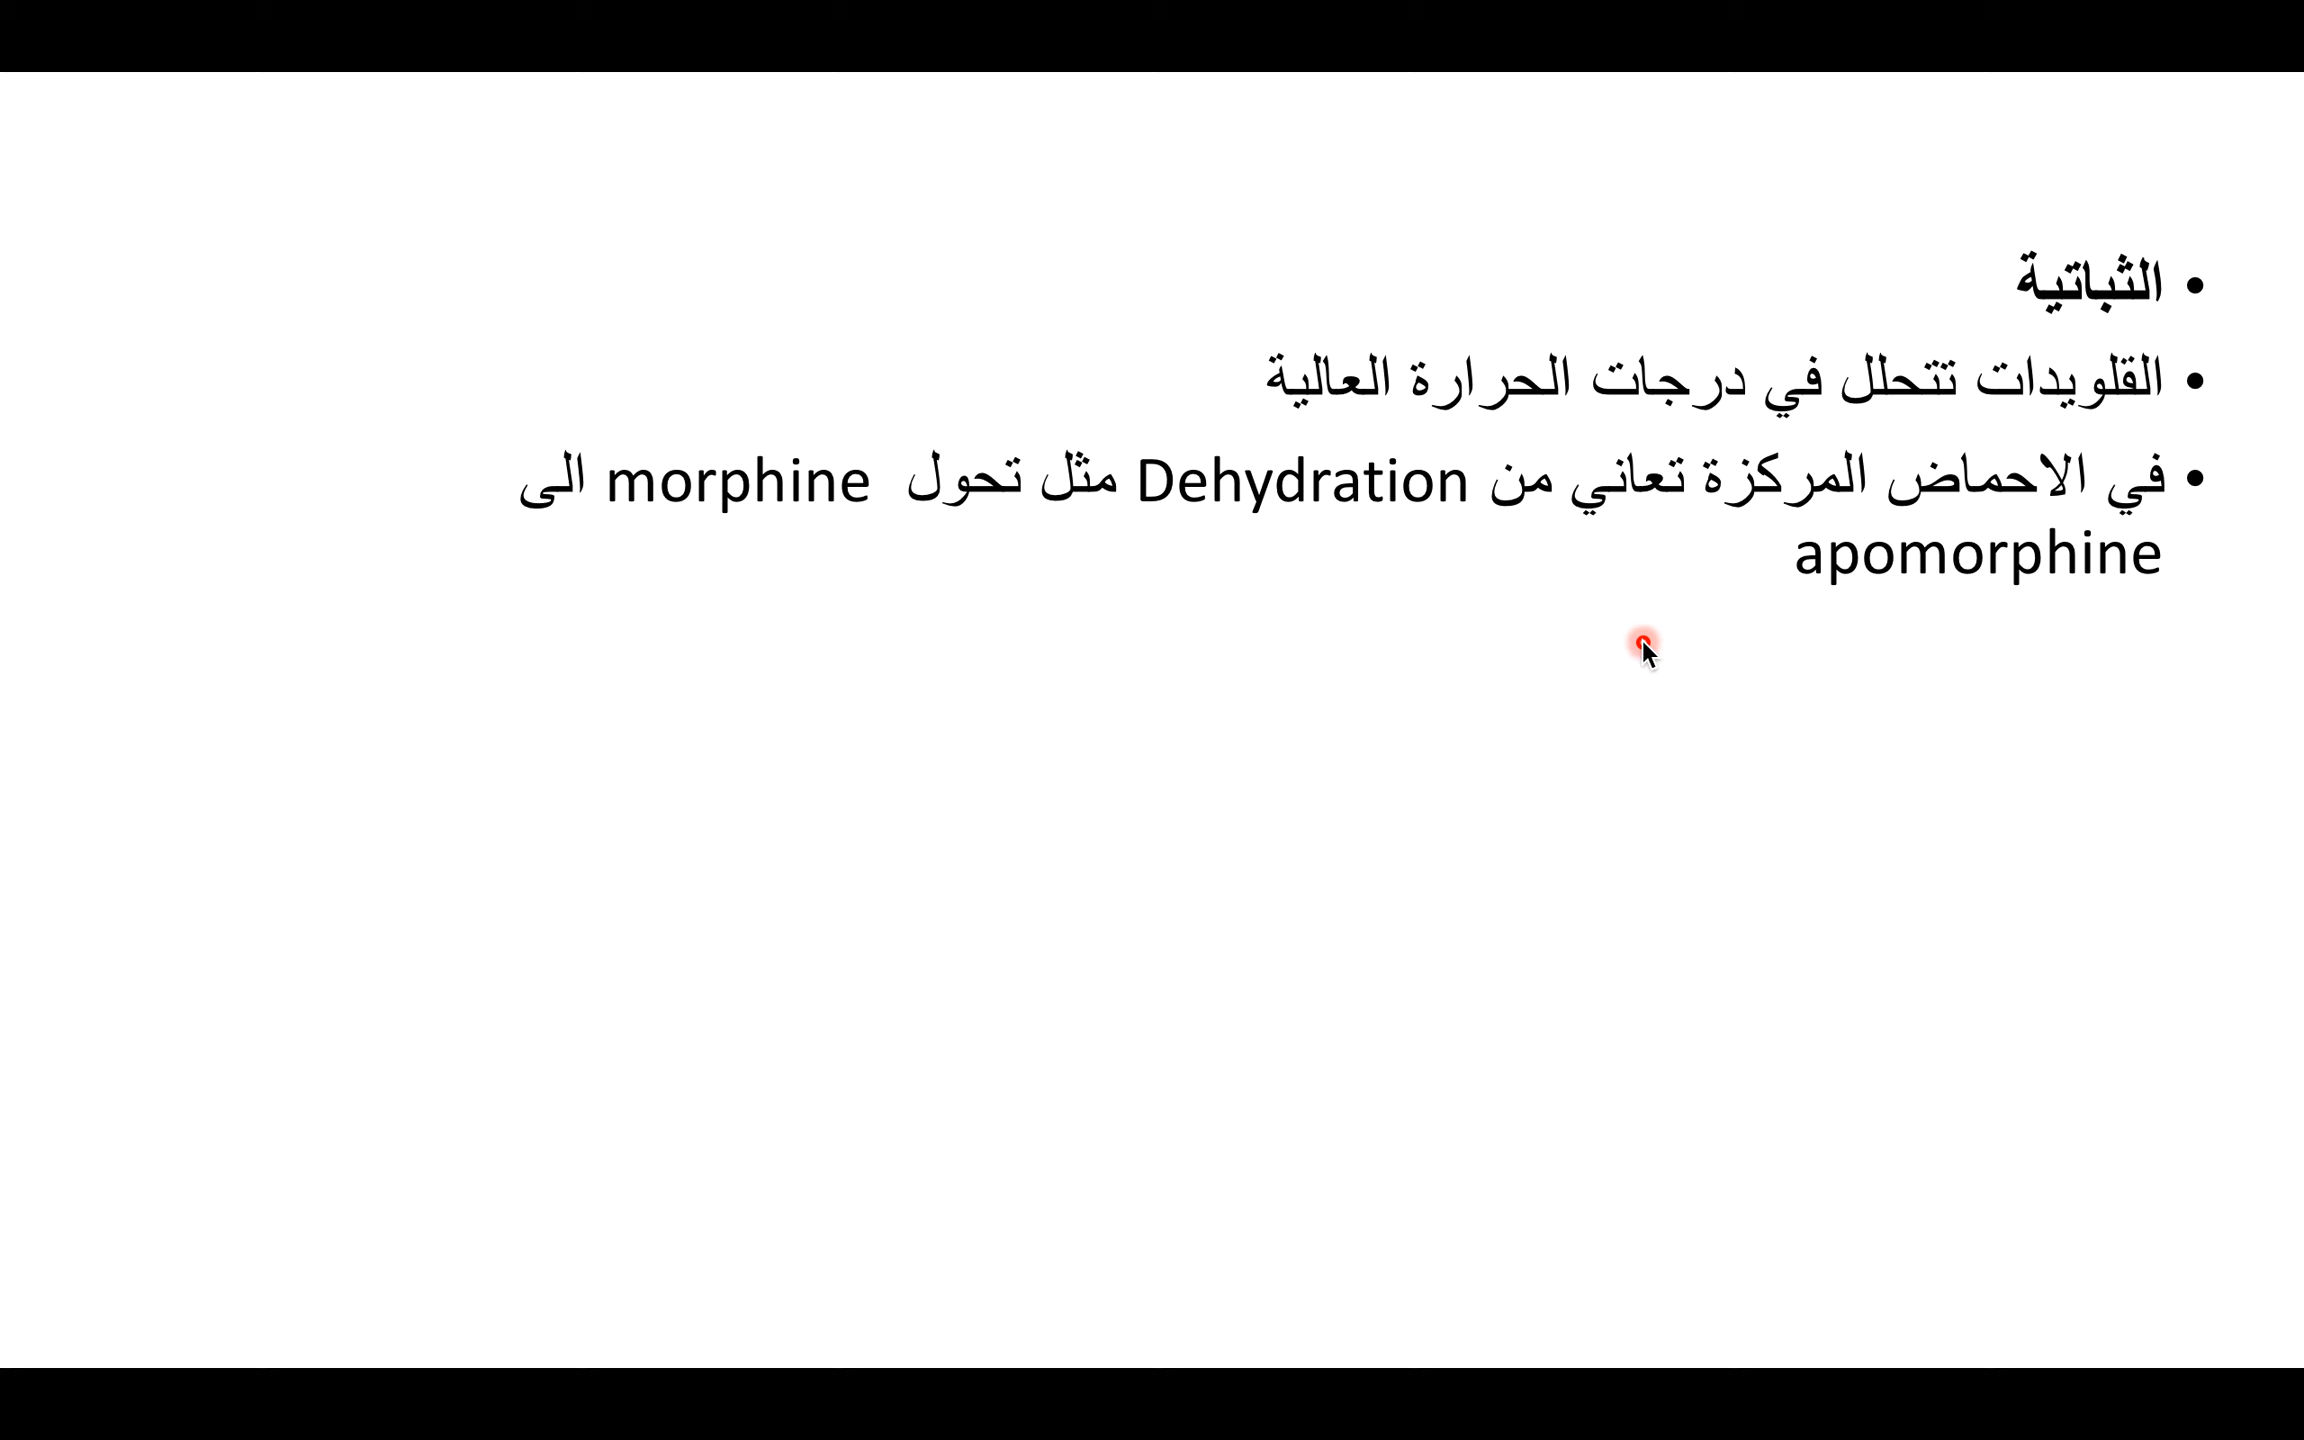 • الثباتية
• القلويدات تتحلل في درجات الحرارة العالية
• في الاحماض المركزة تعاني من Dehydration مثل تحول morphine الى
apomorphine